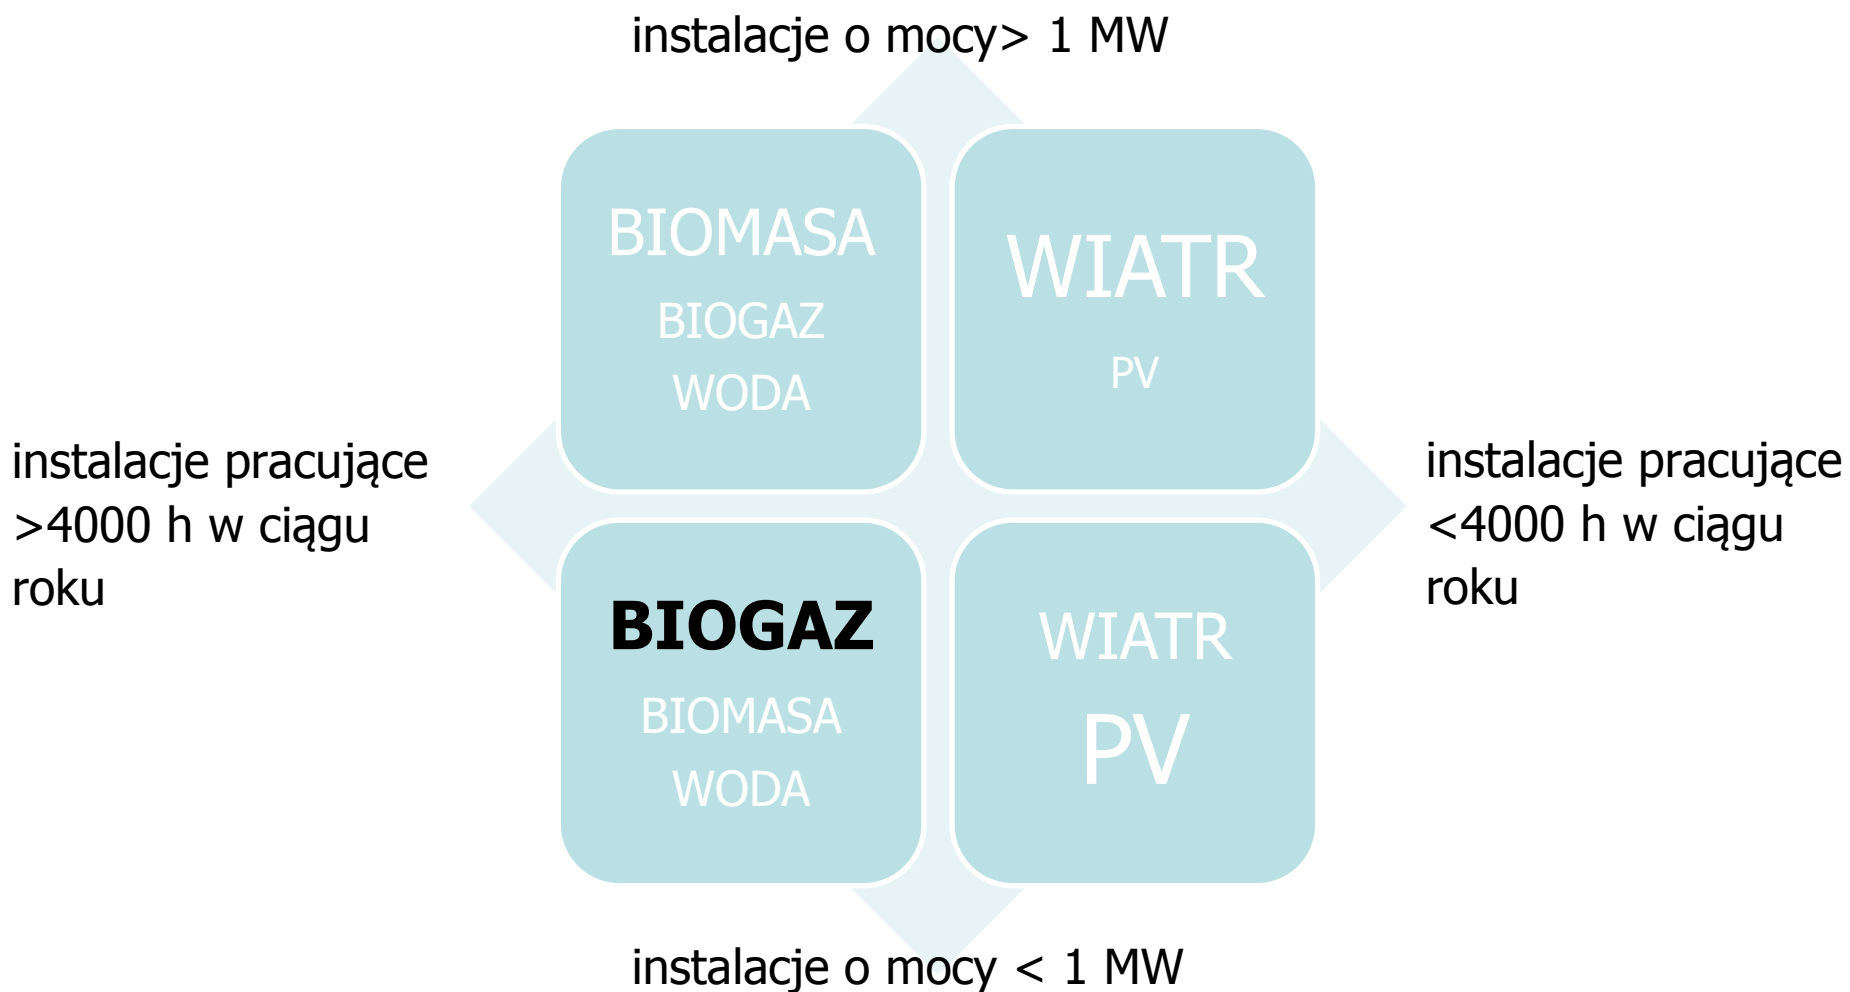 instalacje o mocy> 1 MW
BIOMASA
BIOGAZ
WODA
WIATR
PV
instalacje pracujące
>4000 h w ciągu
roku
instalacje pracujące
<4000 h w ciągu
roku
BIOGAZ
BIOMASA
WODA
WIATR
PV
instalacje o mocy < 1 MW